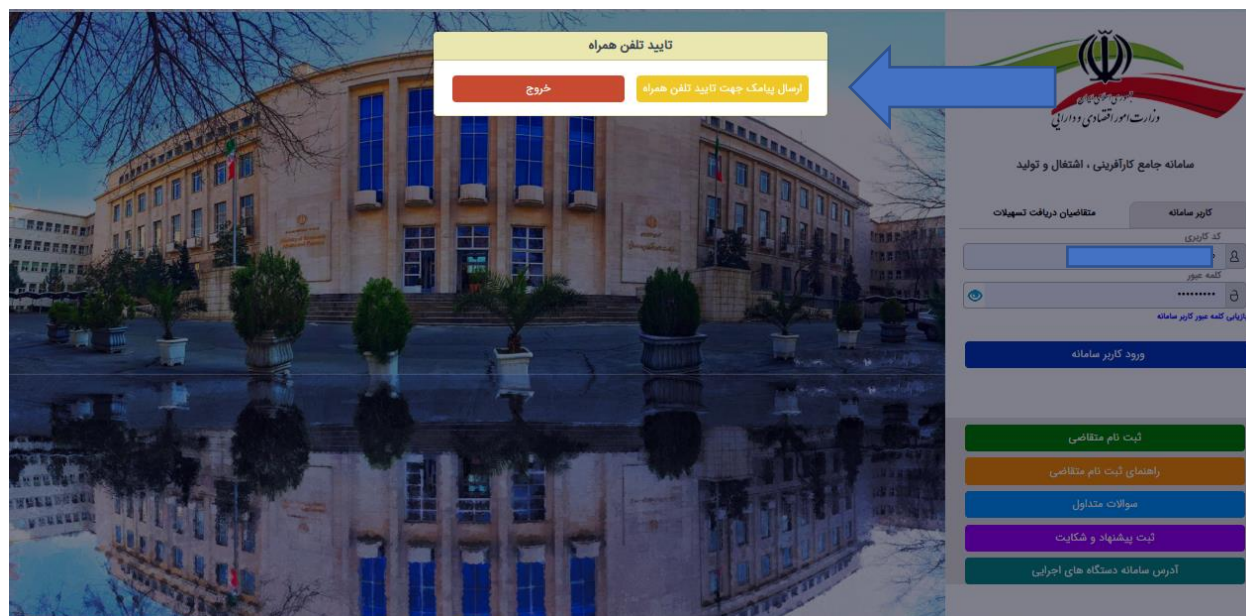 تایید تلفن همراه
ارسال پیامک جهت تایید تلفن همراه
خروج
وزارت امور اقتصادی و دارایی
سامانه جامع کارآفرینی ، اشتغال و تولید
کاربر سامانه
متقاضیان دریافت تسهیلات
کد کاربری
کلمه عبور
بازیابی کلمه عبور کاربر سامانه
ورود کاربر سامانه
ثبت نام متقاضی
راهنمای ثبت نام متقاضی
سوالات متداول
ثبت پیشنهاد و شکایت
آدرس سامانه دستگاه های اجرایی